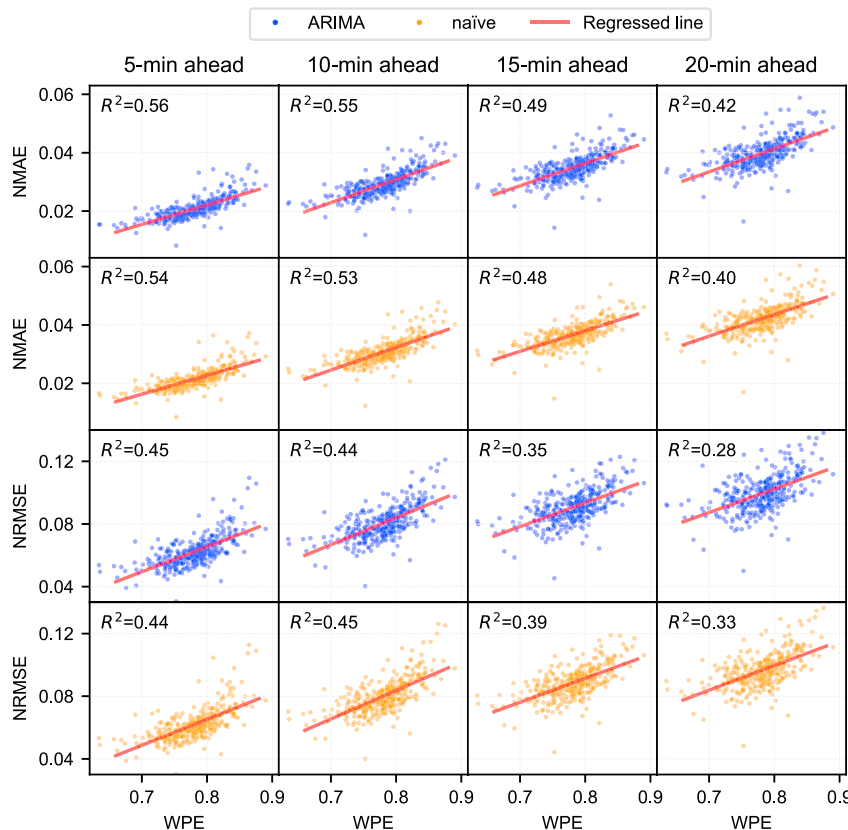 ARIMA naïve Regressed line
5-min ahead 10-min ahead 15-min ahead 20-min ahead
R²=0.56 R²=0.55 R²=0.49 R²=0.42
0.06
0.04
0.02
NMAE
R²=0.54 R²=0.53 R²=0.48 R²=0.40
0.06
0.04
0.02
NMAE
R²=0.45 R²=0.44 R²=0.35 R²=0.28
0.12
0.08
0.04
NRMSE
R²=0.44 R²=0.45 R²=0.39 R²=0.33
0.12
0.08
0.04
NRMSE
0.7 0.8 0.9 0.7 0.8 0.9 0.7 0.8 0.9 0.7 0.8 0.9
WPE WPE WPE WPE